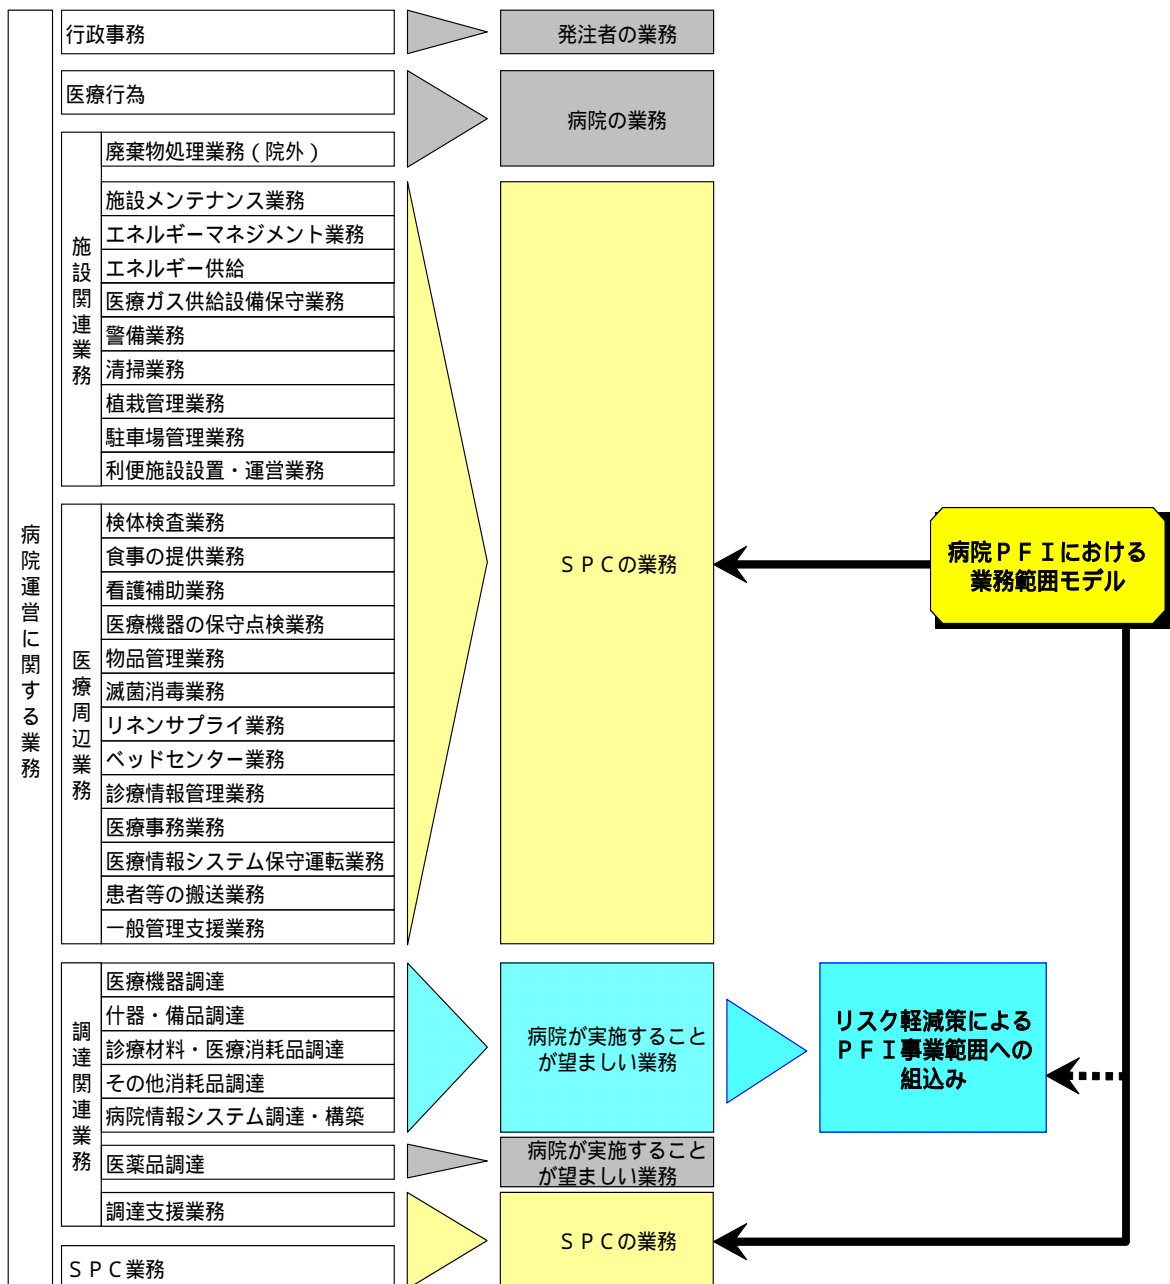 病院運営に関する業務
行政事務
発注者の業務
医療行為
病院の業務
施設関連業務
廃棄物処理業務(院外)
施設メンテナンス業務
エネルギーマネジメント業務
エネルギー供給
医療ガス供給設備保守業務
警備業務
清掃業務
植栽管理業務
駐車場管理業務
利便施設設置・運営業務
医療周辺業務
検体検査業務
食事の提供業務
看護補助業務
医療機器の保守点検業務
物品管理業務
滅菌消毒業務
リネンサプライ業務
ベッドセンター業務
診療情報管理業務
医療事務業務
医療情報システム保守運転業務
患者等の搬送業務
一般管理支援業務
SPCの業務
病院PFIにおける
業務範囲モデル
調達関連業務
医療機器調達
什器・備品調達
診療材料・医療消耗品調達
その他消耗品調達
病院情報システム調達・構築
病院が実施すること
が望ましい業務
リスク軽減策による
PFI事業範囲への
組込み
医薬品調達
病院が実施すること
が望ましい業務
調達支援業務
SPC業務
SPCの業務